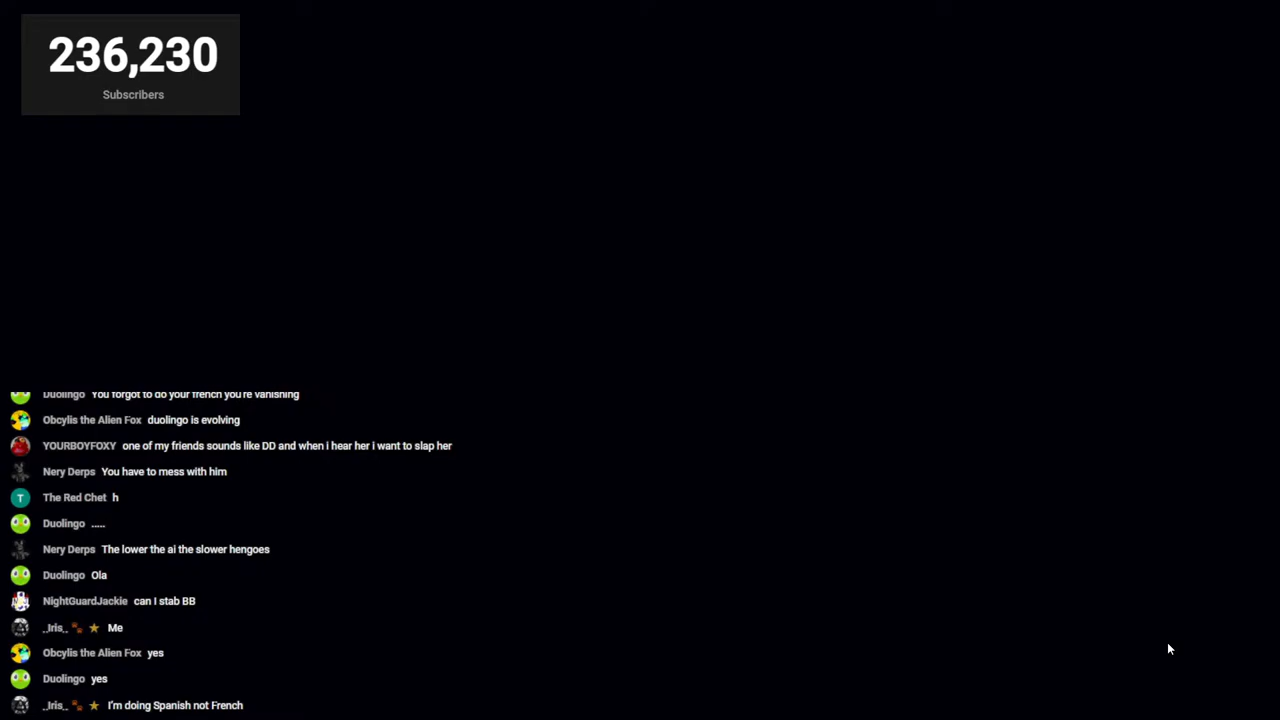 236,230
Subscribers
Duolingo You forgot to do your french you're vanishing
Obcylis the Alien Fox duolingo is evolving
YOURBOYFOXY one of my friends sounds like DD and when i hear her i want to slap her
Nery Derps You have to mess with him
T The Red Chet h
Duolingo .....
Nery Derps The lower the ai the slower hengoes
Duolingo Ola
NightGuardJackie can I stab BB
,,Iris,, 🐾 ★ Me
Obcylis the Alien Fox yes
Duolingo yes
,,Iris,, 🐾 ★ I'm doing Spanish not French